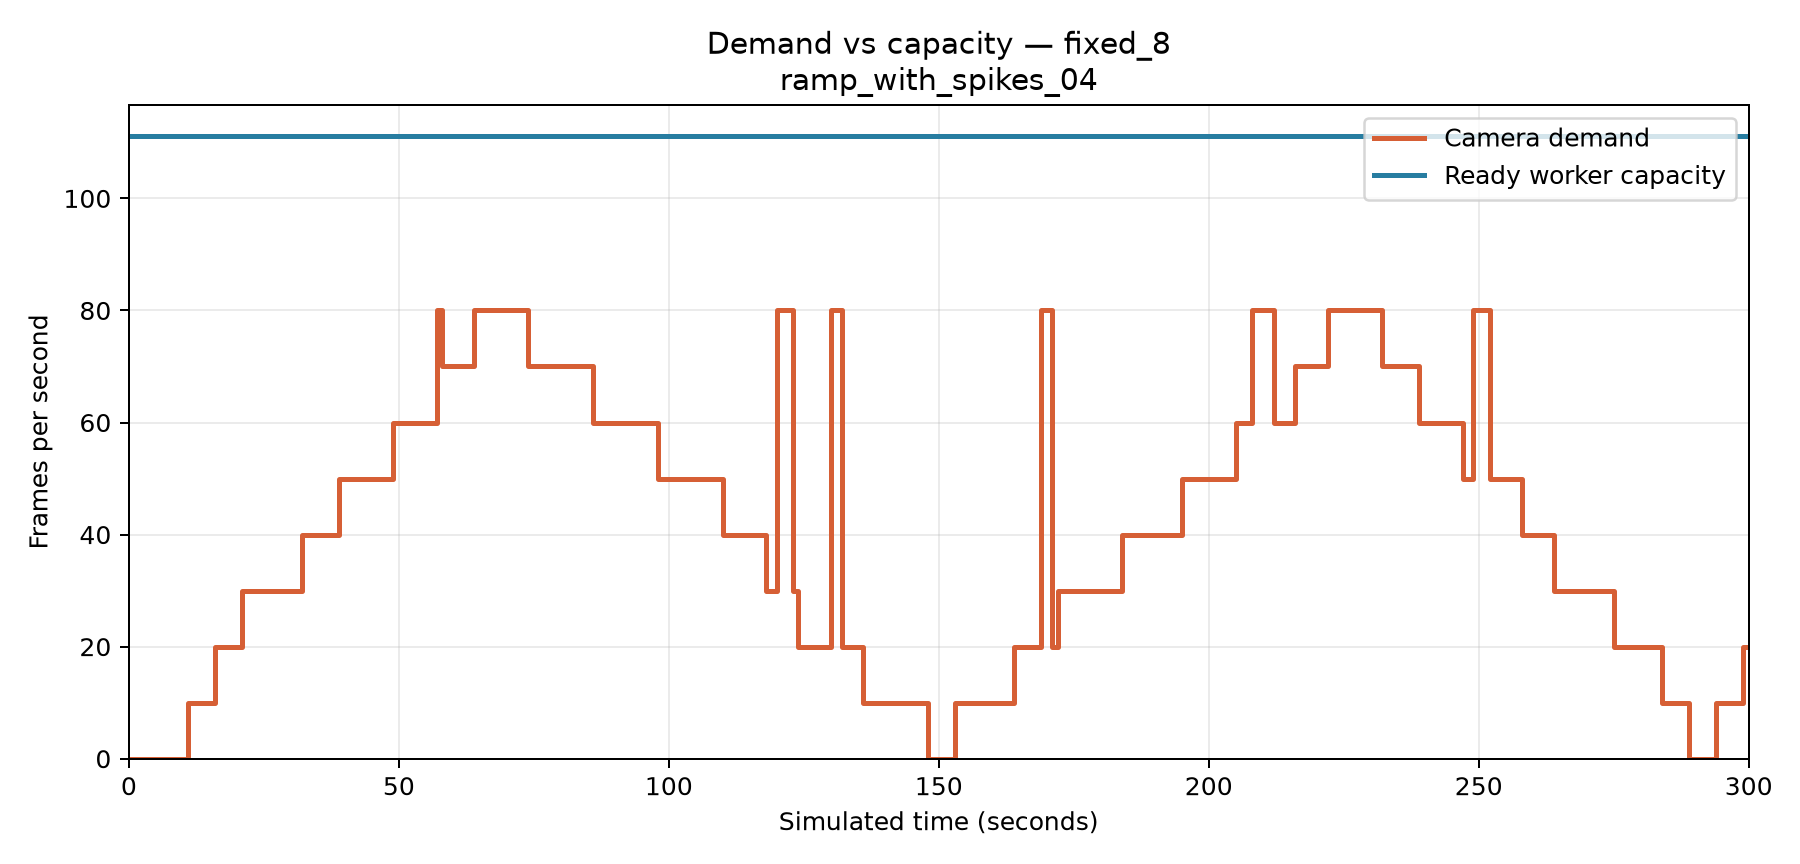 Demand vs capacity — fixed_8
ramp_with_spikes_04
Camera demand
Ready worker capacity
Frames per second
100
80
60
40
20
0
0 50 100 150 200 250 300
Simulated time (seconds)